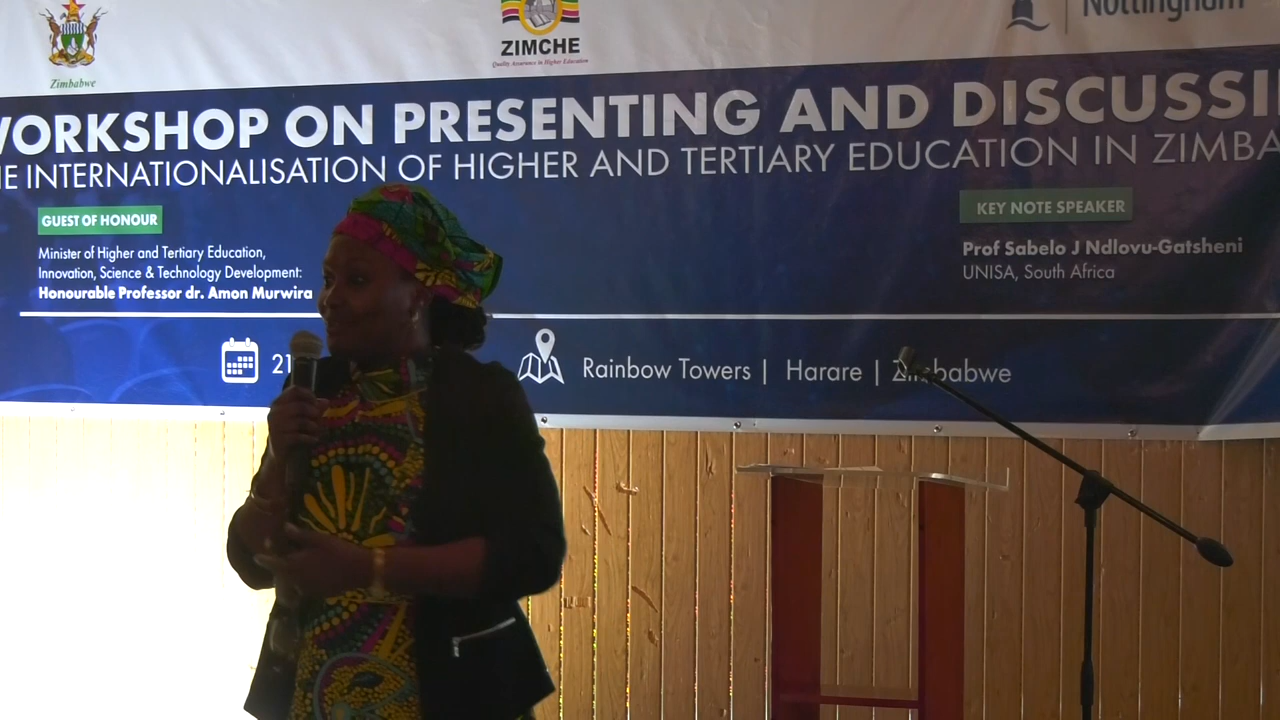 Zimbabwe
ZIMCHE
Quality Assurance in Higher Education
Nottingham
WORKSHOP ON PRESENTING AND DISCUSSI
E INTERNATIONALISATION OF HIGHER AND TERTIARY EDUCATION IN ZIMBA
GUEST OF HONOUR
Minister of Higher and Tertiary Education,
Innovation, Science & Technology Development:
Honourable Professor dr. Amon Murwira
KEY NOTE SPEAKER
Prof Sabelo J Ndlovu-Gatsheni
UNISA, South Africa
21
Rainbow Towers | Harare | Zimbabwe